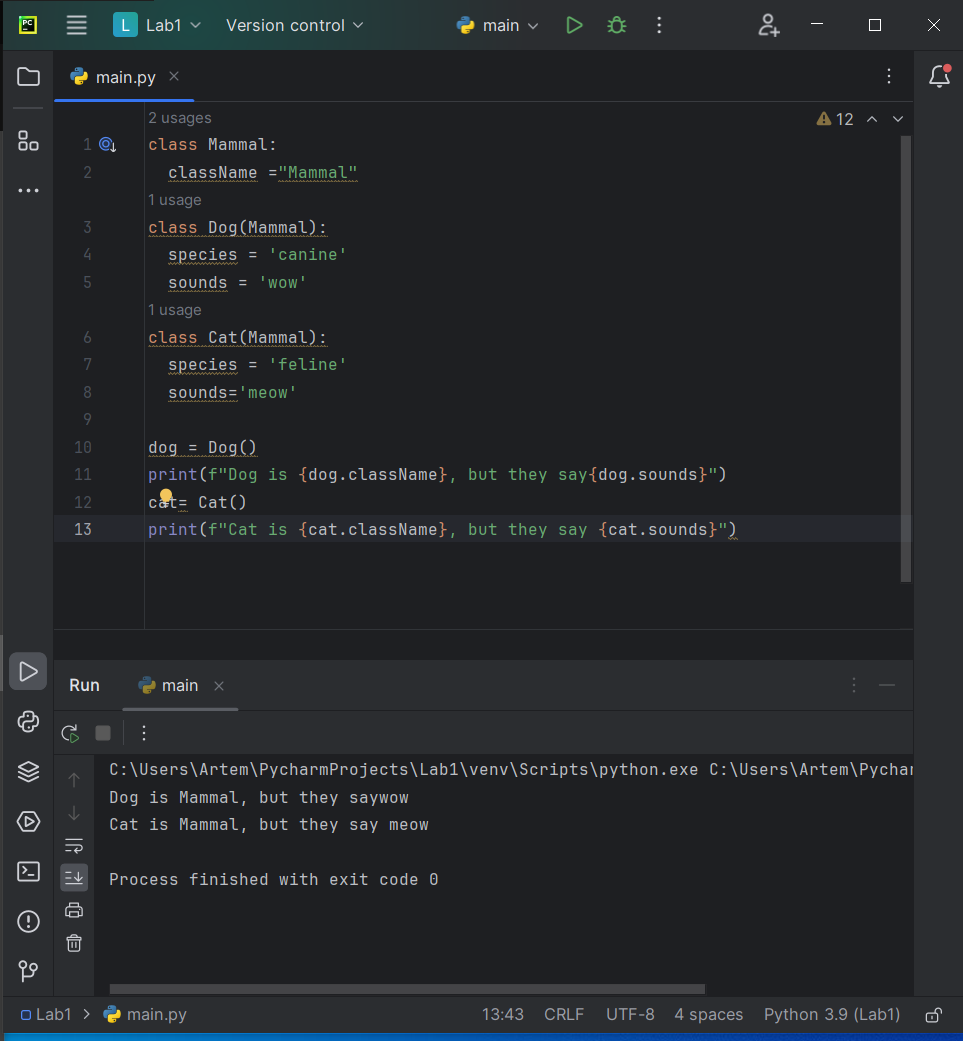 PC L Lab1 Version control main
main.py
12
2 usages
1 class Mammal:
2   className ="Mammal"
1 usage
3 class Dog(Mammal):
4   species = 'canine'
5   sounds = 'wow'
1 usage
6 class Cat(Mammal):
7   species = 'feline'
8   sounds='meow'
9
10 dog = Dog()
11 print(f"Dog is {dog.className}, but they say{dog.sounds}")
12 cat= Cat()
13 print(f"Cat is {cat.className}, but they say {cat.sounds}")
Run main
C:\Users\Artem\PycharmProjects\Lab1\venv\Scripts\python.exe C:\Users\Artem\Pychar
Dog is Mammal, but they saywow
Cat is Mammal, but they say meow
Process finished with exit code 0
Lab1 > main.py 13:43 CRLF UTF-8 4 spaces Python 3.9 (Lab1)